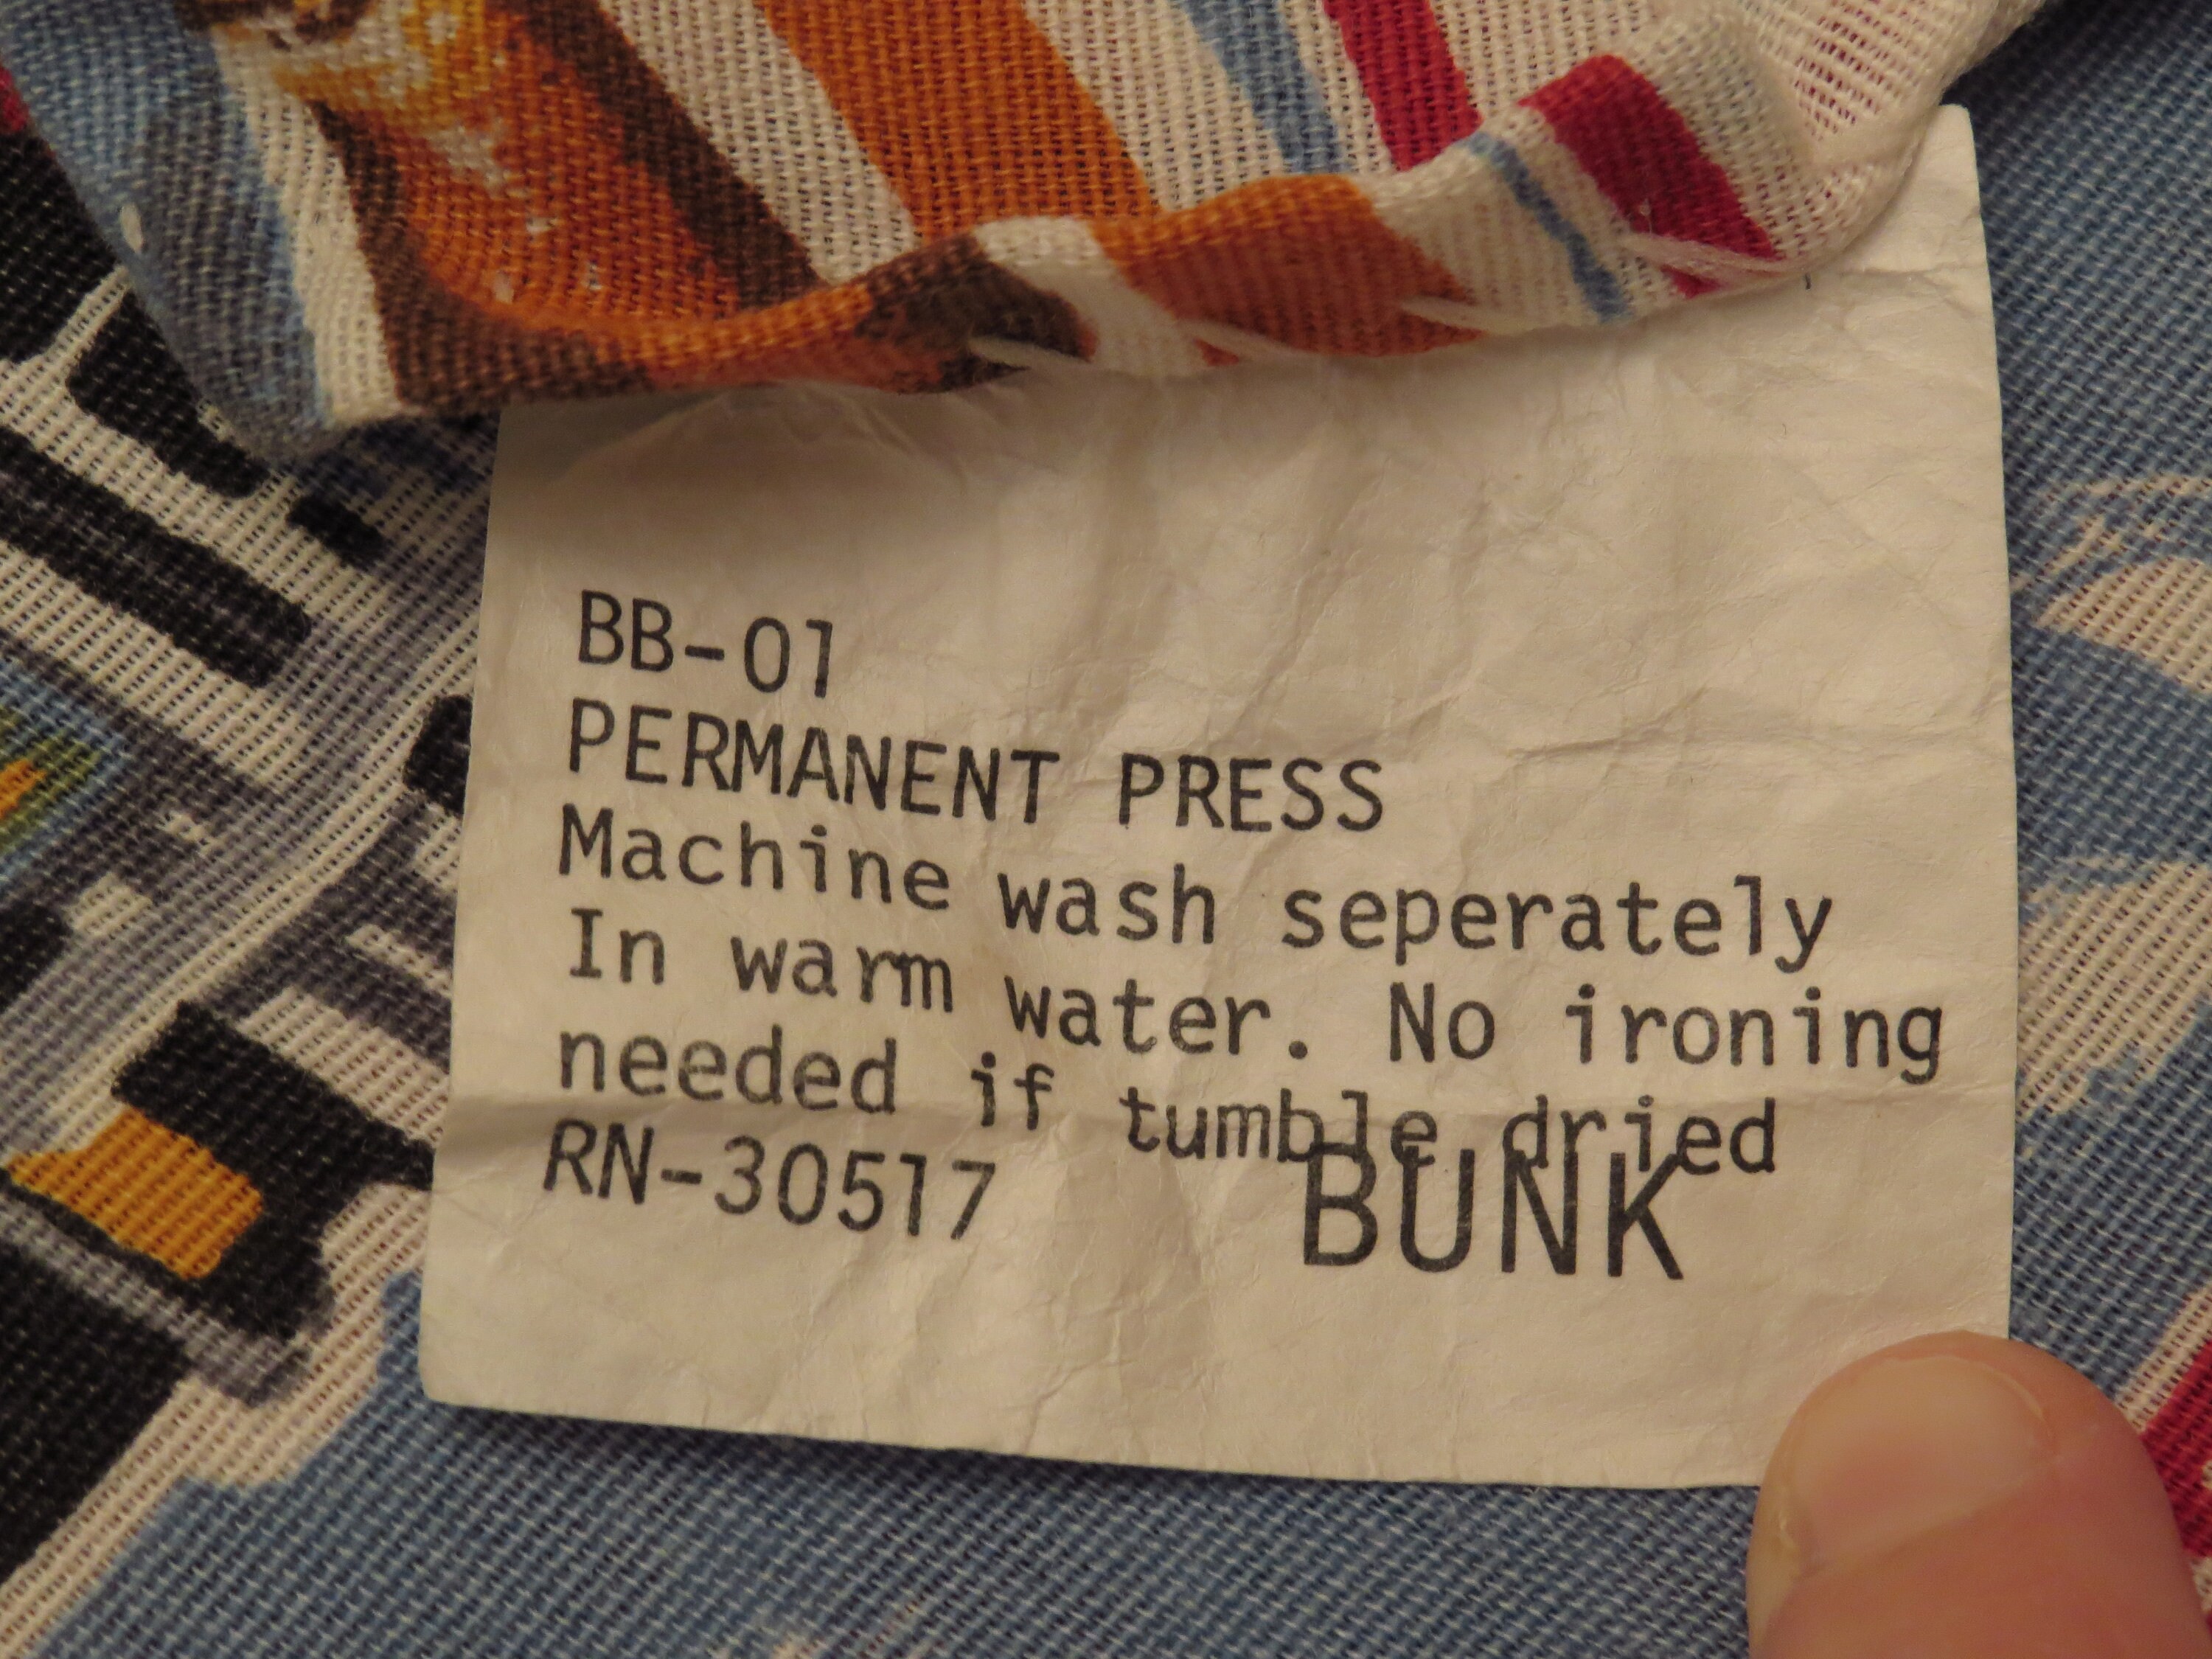 BB-01
PERMANENT PRESS
Machine wash seperately
In warm water. No ironing
needed if tumble dried
RN-30517 BUNK